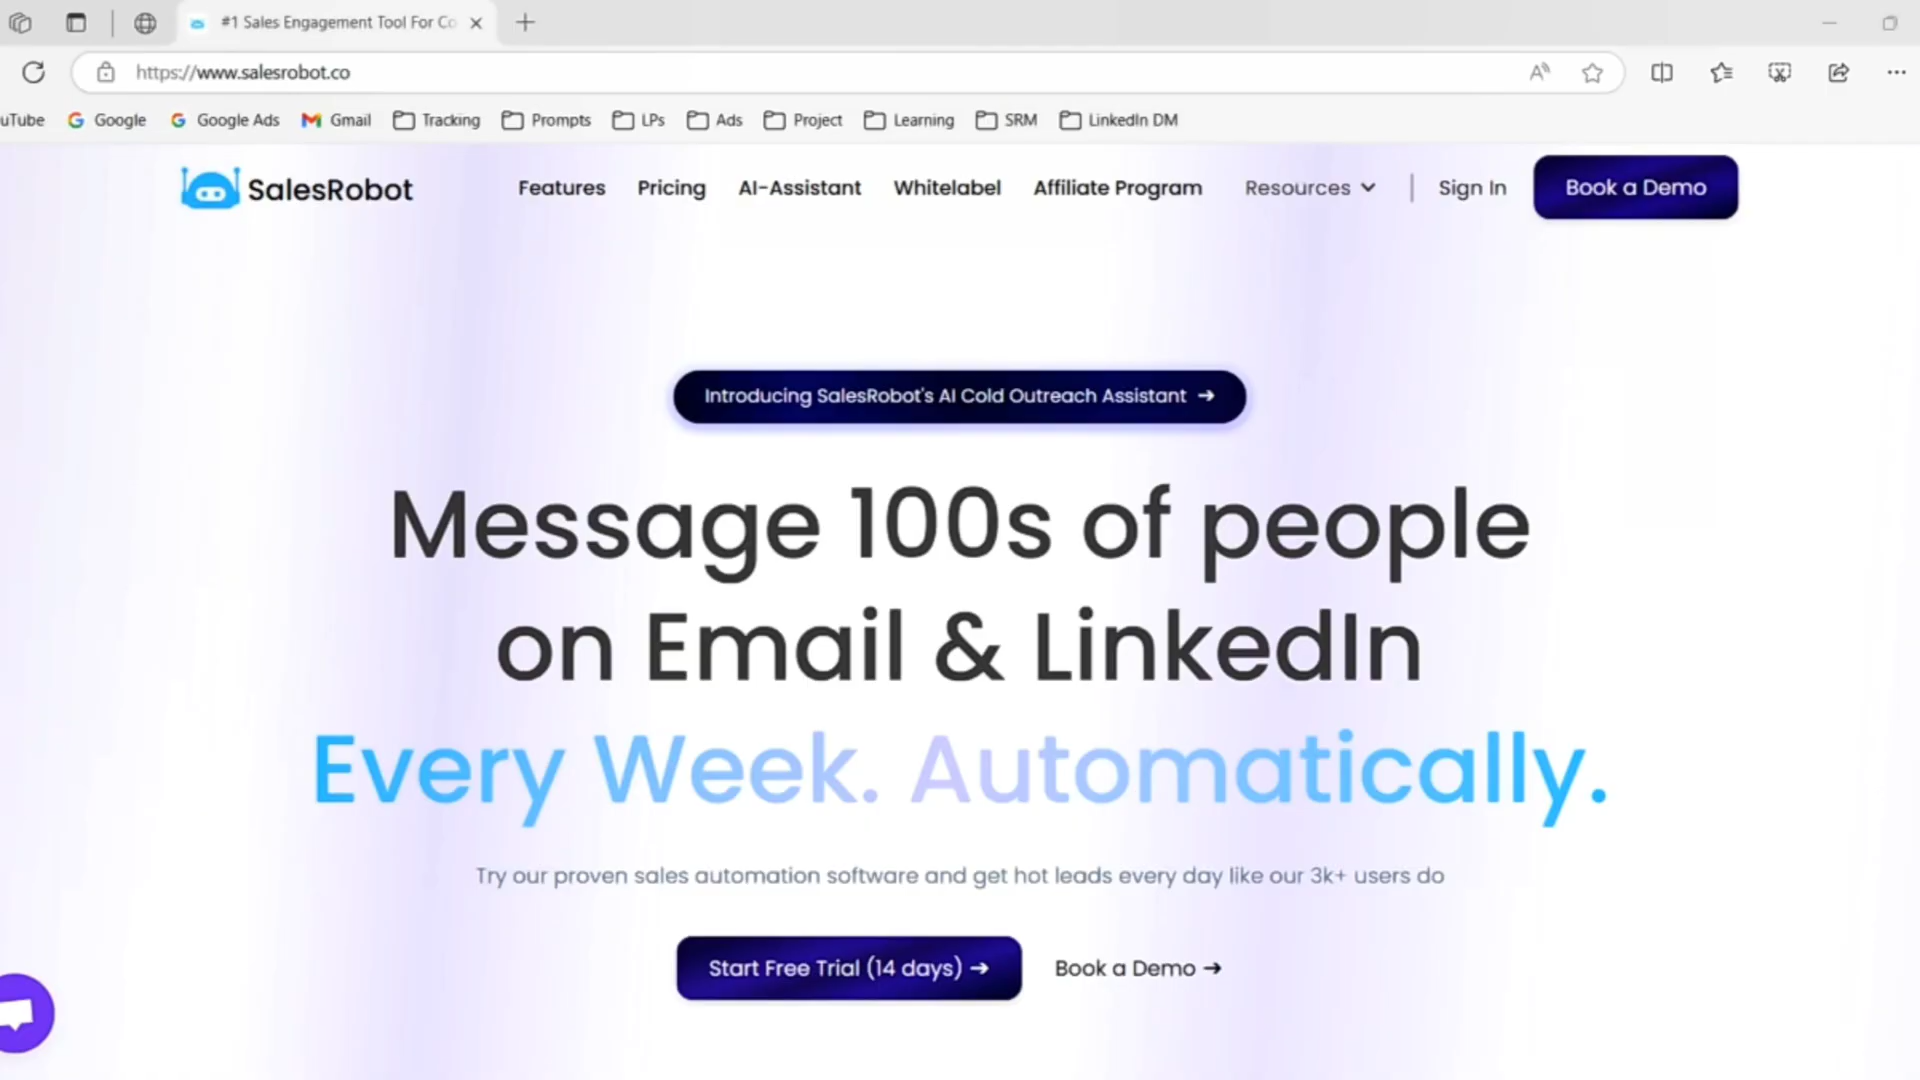 #1 Sales Engagement Tool For Co
https://www.salesrobot.co
uTube Google Google Ads Gmail Tracking Prompts LPs Ads Project Learning SRM LinkedIn DM
SalesRobot Features Pricing AI-Assistant Whitelabel Affiliate Program Resources Sign In Book a Demo
Introducing SalesRobot's AI Cold Outreach Assistant →
Message 100s of people
on Email & LinkedIn
Every Week. Automatically.
Try our proven sales automation software and get hot leads every day like our 3k+ users do
Start Free Trial (14 days) → Book a Demo →